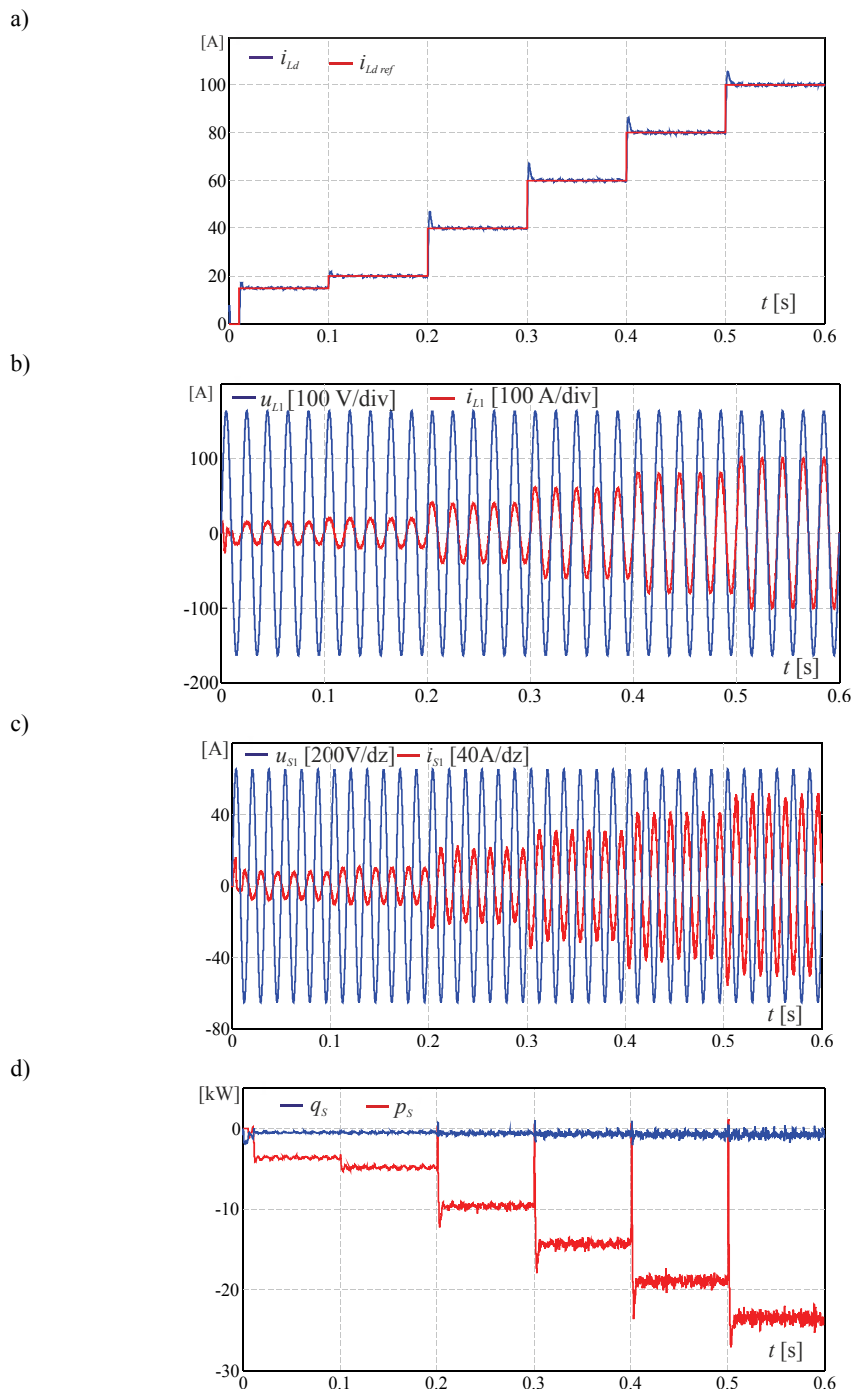 a)
[A]
i_Ld i_Ld ref
100
80
60
40
20
0
t [s]
0 0.1 0.2 0.3 0.4 0.5 0.6
b)
[A]
u_L1 [100 V/div] i_L1 [100 A/div]
100
0
-100
-200
t [s]
0 0.1 0.2 0.3 0.4 0.5 0.6
c)
[A]
u_S1 [200V/dz] i_S1 [40A/dz]
40
0
-40
-80
t [s]
0 0.1 0.2 0.3 0.4 0.5 0.6
d)
[kW]
q_S p_S
0
-10
-20
-30
t [s]
0 0.1 0.2 0.3 0.4 0.5 0.6